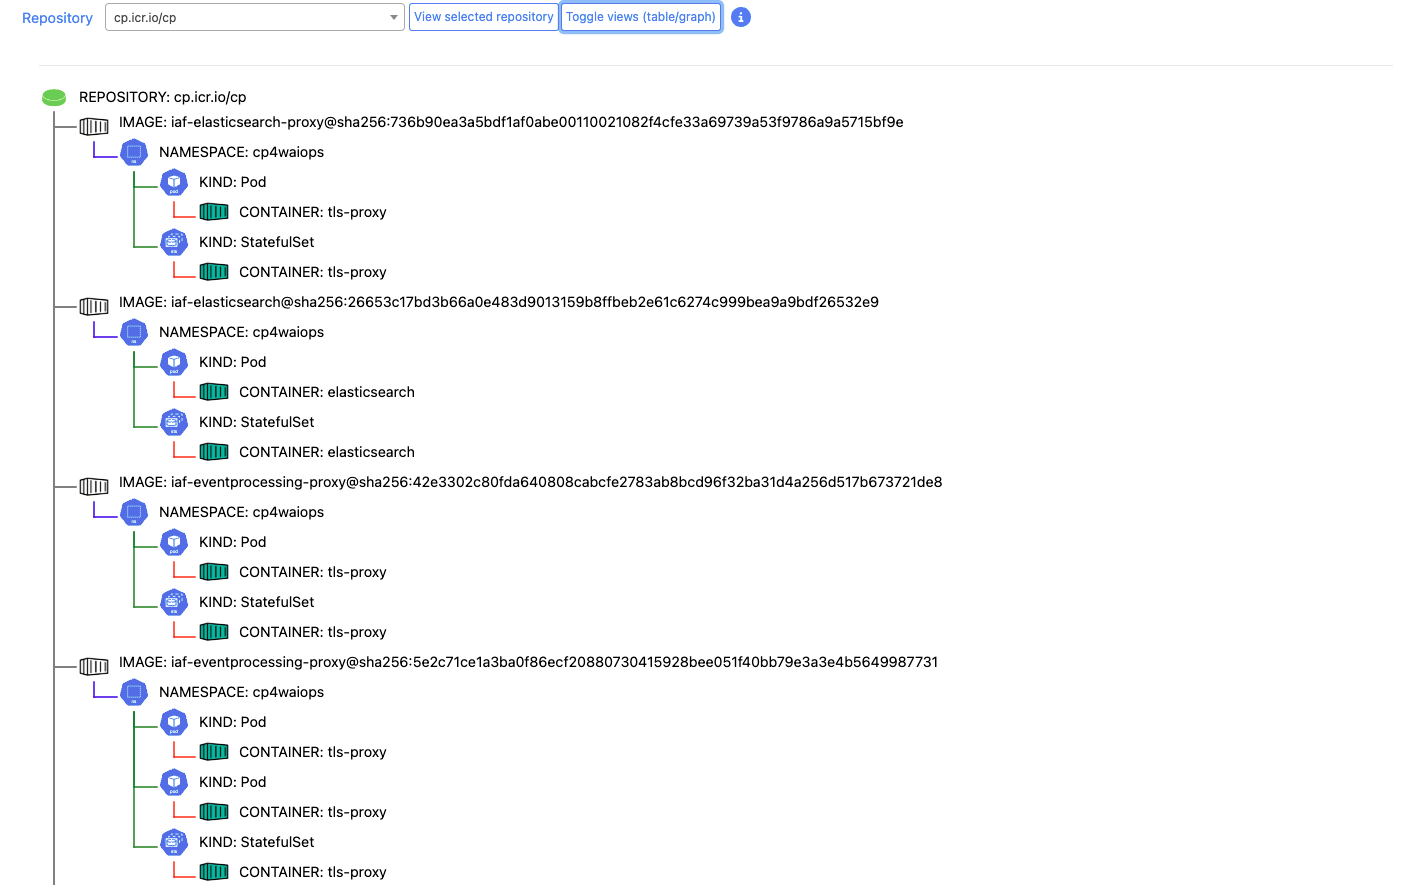 Repository cp.icr.io/cp View selected repository Toggle views (table/graph) i
REPOSITORY: cp.icr.io/cp
IMAGE: iaf-elasticsearch-proxy@sha256:736b90ea3a5bdf1af0abe00110021082f4cfe33a69739a53f9786a9a5715bf9e
NAMESPACE: cp4waiops
KIND: Pod
CONTAINER: tls-proxy
KIND: StatefulSet
CONTAINER: tls-proxy
IMAGE: iaf-elasticsearch@sha256:26653c17bd3b66a0e483d9013159b8ffbeb2e61c6274c999bea9a9bdf26532e9
NAMESPACE: cp4waiops
KIND: Pod
CONTAINER: elasticsearch
KIND: StatefulSet
CONTAINER: elasticsearch
IMAGE: iaf-eventprocessing-proxy@sha256:42e3302c80fda640808cabcfe2783ab8bcd96f32ba31d4a256d517b673721de8
NAMESPACE: cp4waiops
KIND: Pod
CONTAINER: tls-proxy
KIND: StatefulSet
CONTAINER: tls-proxy
IMAGE: iaf-eventprocessing-proxy@sha256:5e2c71ce1a3ba0f86ecf20880730415928bee051f40bb79e3a3e4b5649987731
NAMESPACE: cp4waiops
KIND: Pod
CONTAINER: tls-proxy
KIND: Pod
CONTAINER: tls-proxy
KIND: StatefulSet
CONTAINER: tls-proxy